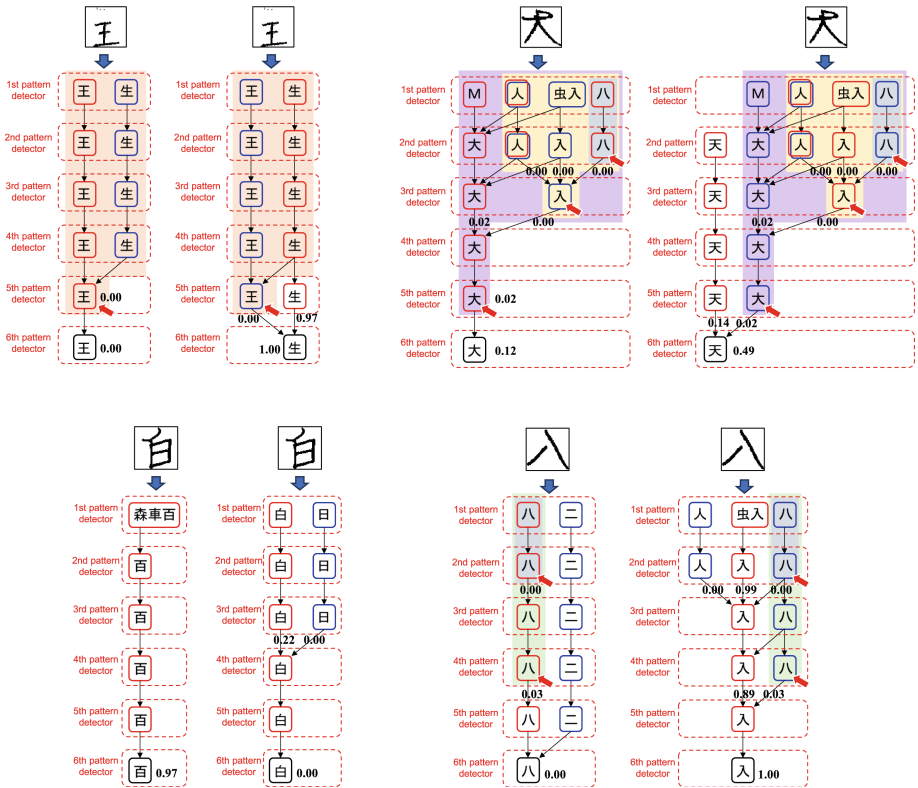 王 王 犬 犬
1st pattern detector 王 生
1st pattern detector 王 生
1st pattern detector M 人 虫入 八
1st pattern detector M 人 虫入 八
2nd pattern detector 王 生
2nd pattern detector 王 生
2nd pattern detector 大 人 入 八
2nd pattern detector 天 大 人 入 八
0.00 0.00 0.00
0.00 0.00 0.00
3rd pattern detector 王 生
3rd pattern detector 王 生
3rd pattern detector 大 入
3rd pattern detector 天 大 入
0.02 0.00
0.02 0.00
4th pattern detector 王 生
4th pattern detector 王 生
4th pattern detector 大
4th pattern detector 天 大
5th pattern detector 王 0.00
5th pattern detector 王 生
5th pattern detector 大 0.02
5th pattern detector 天 大
0.00 0.97
0.14 0.02
6th pattern detector 王 0.00
6th pattern detector 1.00 生
6th pattern detector 大 0.12
6th pattern detector 天 0.49
白 白 入 入
1st pattern detector 森車百
1st pattern detector 白 日
1st pattern detector 八 二
1st pattern detector 人 虫入 八
2nd pattern detector 百
2nd pattern detector 白 日
2nd pattern detector 八 二
2nd pattern detector 人 入 八
0.00
0.00 0.99 0.00
3rd pattern detector 百
3rd pattern detector 白 日
3rd pattern detector 八 二
3rd pattern detector 入 八
0.22 0.00
4th pattern detector 百
4th pattern detector 白
4th pattern detector 八 二
4th pattern detector 入 八
0.03
0.89 0.03
5th pattern detector 百
5th pattern detector 白
5th pattern detector 八 二
5th pattern detector 入
6th pattern detector 百 0.97
6th pattern detector 白 0.00
6th pattern detector 八 0.00
6th pattern detector 入 1.00